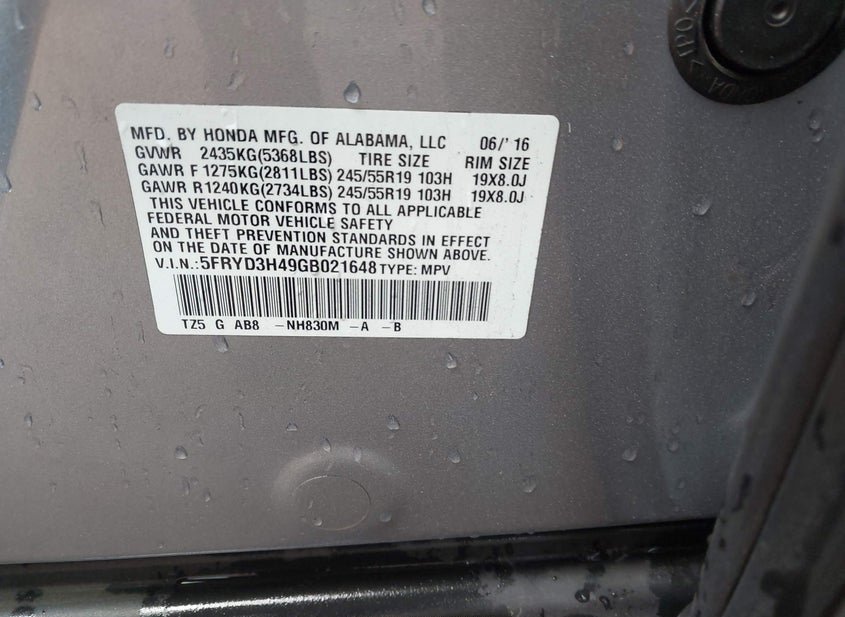 MFD. BY HONDA MFG. OF ALABAMA, LLC 06/' 16
GVWR 2435KG(5368LBS) TIRE SIZE RIM SIZE
GAWR F 1275KG(2811LBS) 245/55R19 103H 19X8.0J
GAWR R1240KG(2734LBS) 245/55R19 103H 19X8.0J
THIS VEHICLE CONFORMS TO ALL APPLICABLE
FEDERAL MOTOR VEHICLE SAFETY
AND THEFT PREVENTION STANDARDS IN EFFECT
ON THE DATE OF MANUFACTURE SHOWN ABOVE.
V.I.N.:5FRYD3H49GB021648 TYPE: MPV
TZ5 G AB8 -NH830M -A -B